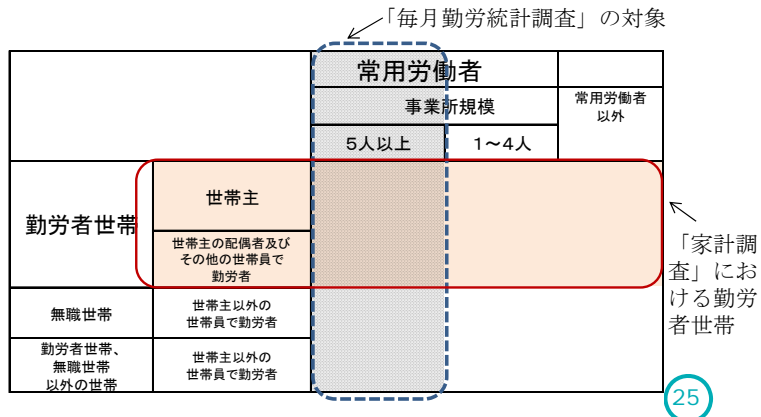 「毎月勤労統計調査」の対象
常用労働者
事業所規模
常用労働者
以外
5人以上
1～4人
勤労者世帯
世帯主
世帯主の配偶者及び
その他の世帯員で
勤労者
「家計調
査」にお
ける勤労
者世帯
無職世帯
世帯主以外の
世帯員で勤労者
勤労者世帯、
無職世帯
以外の世帯
世帯主以外の
世帯員で勤労者
25